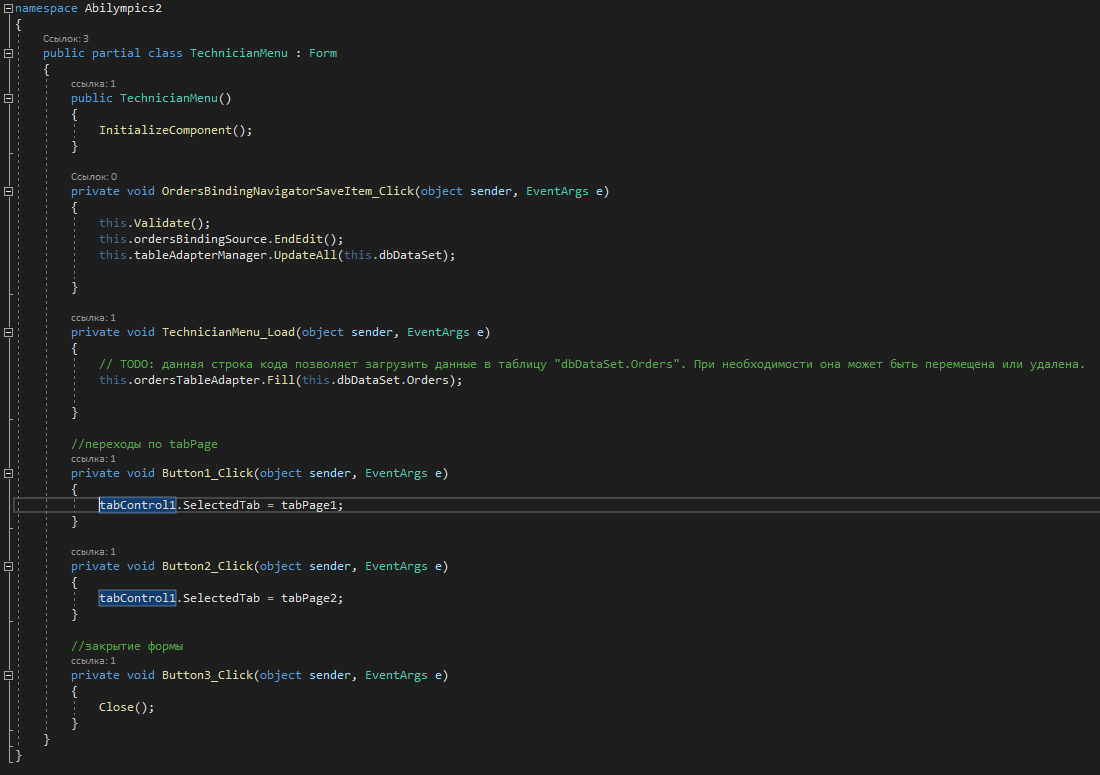 namespace Abilympics2
{
Ссылок: 3
public partial class TechnicianMenu : Form
{
ссылка: 1
public TechnicianMenu()
{
InitializeComponent();
}
Ссылок: 0
private void OrdersBindingNavigatorSaveItem_Click(object sender, EventArgs e)
{
this.Validate();
this.ordersBindingSource.EndEdit();
this.tableAdapterManager.UpdateAll(this.dbDataSet);
}
ссылка: 1
private void TechnicianMenu_Load(object sender, EventArgs e)
{
// TODO: данная строка кода позволяет загрузить данные в таблицу "dbDataSet.Orders". При необходимости она может быть перемещена или удалена.
this.ordersTableAdapter.Fill(this.dbDataSet.Orders);
}
//переходы по tabPage
ссылка: 1
private void Button1_Click(object sender, EventArgs e)
{
tabControl1.SelectedTab = tabPage1;
}
ссылка: 1
private void Button2_Click(object sender, EventArgs e)
{
tabControl1.SelectedTab = tabPage2;
}
//закрытие формы
ссылка: 1
private void Button3_Click(object sender, EventArgs e)
{
Close();
}
}
}